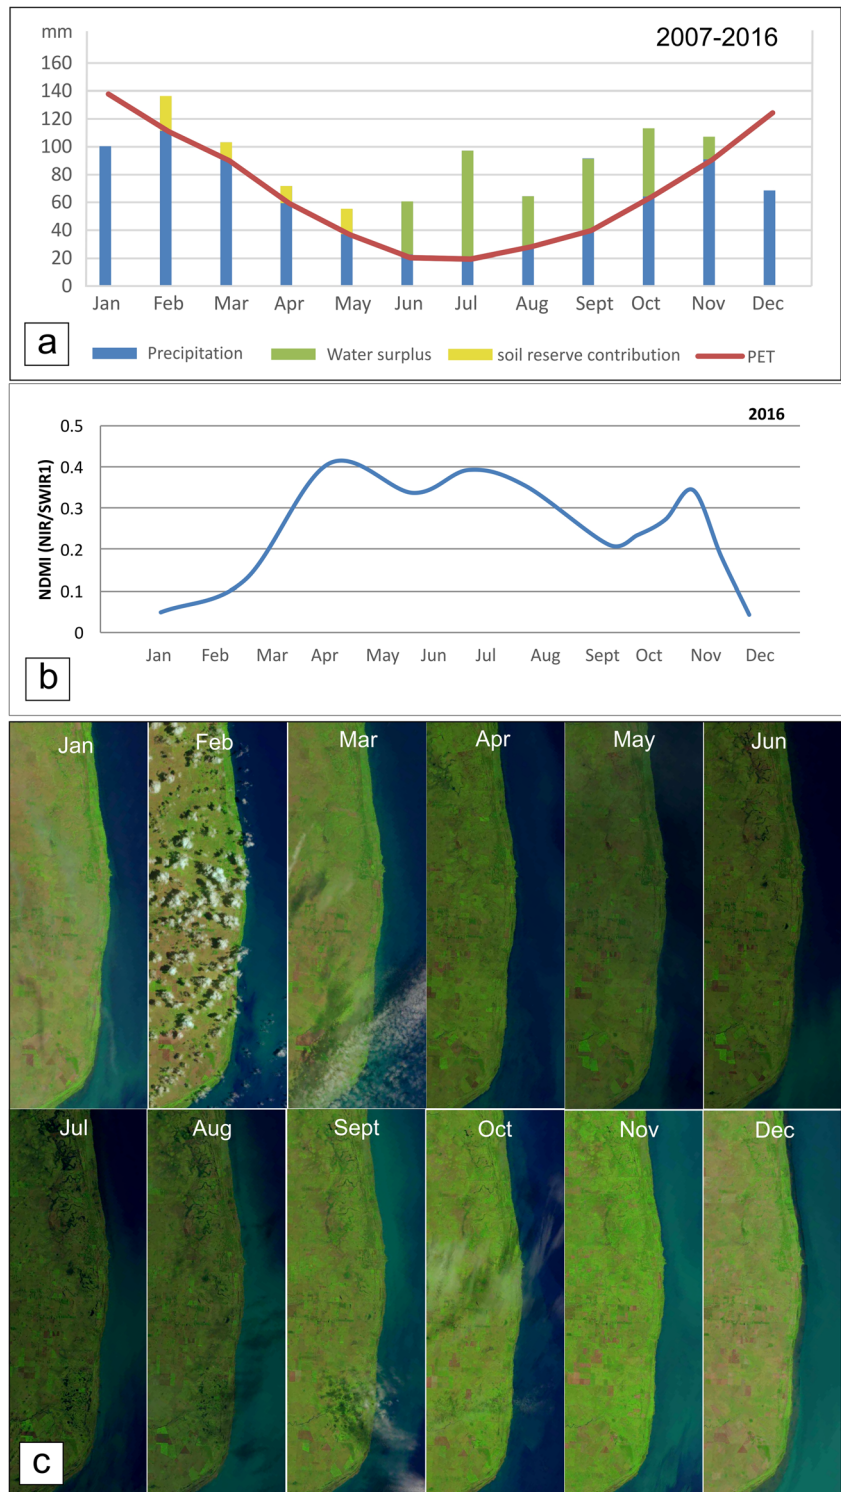 mm
2007-2016
160
140
120
100
80
60
40
20
0
Jan Feb Mar Apr May Jun Jul Aug Sept Oct Nov Dec
a
Precipitation Water surplus soil reserve contribution PET
2016
NDMI (NIR/SWIR1)
0.5
0.4
0.3
0.2
0.1
0
Jan Feb Mar Apr May Jun Jul Aug Sept Oct Nov Dec
b
Jan Feb Mar Apr May Jun
Jul Aug Sept Oct Nov Dec
c